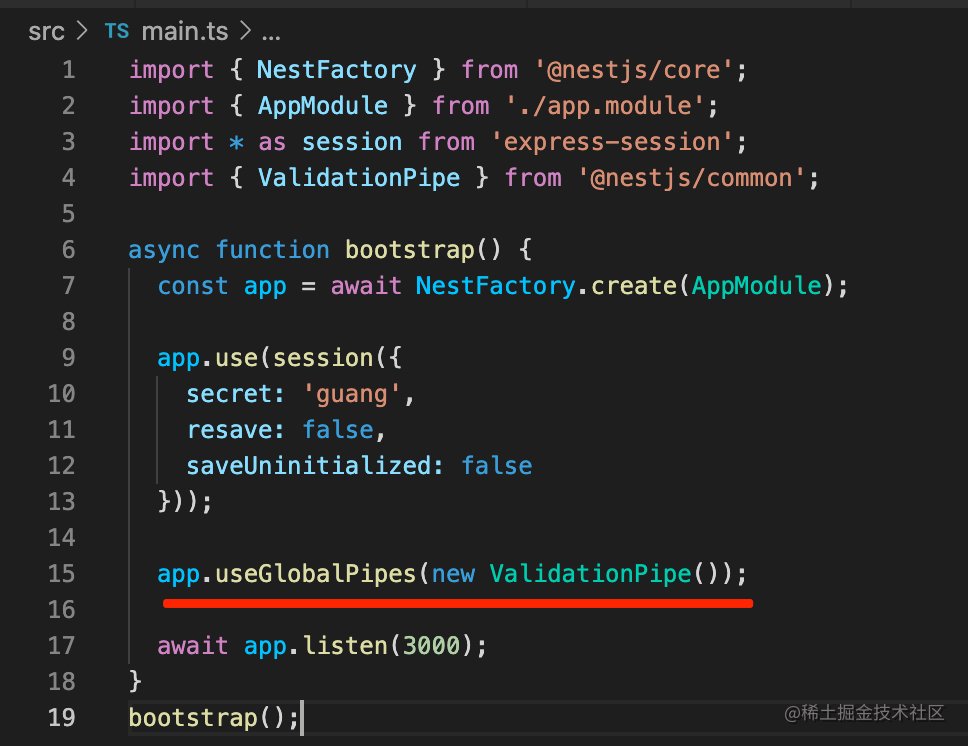 src > TS main.ts > ...
1 import { NestFactory } from '@nestjs/core';
2 import { AppModule } from './app.module';
3 import * as session from 'express-session';
4 import { ValidationPipe } from '@nestjs/common';
5
6 async function bootstrap() {
7   const app = await NestFactory.create(AppModule);
8
9   app.use(session({
10     secret: 'guang',
11     resave: false,
12     saveUninitialized: false
13   }));
14
15   app.useGlobalPipes(new ValidationPipe());
16
17   await app.listen(3000);
18 }
19 bootstrap();
@稀土掘金技术社区